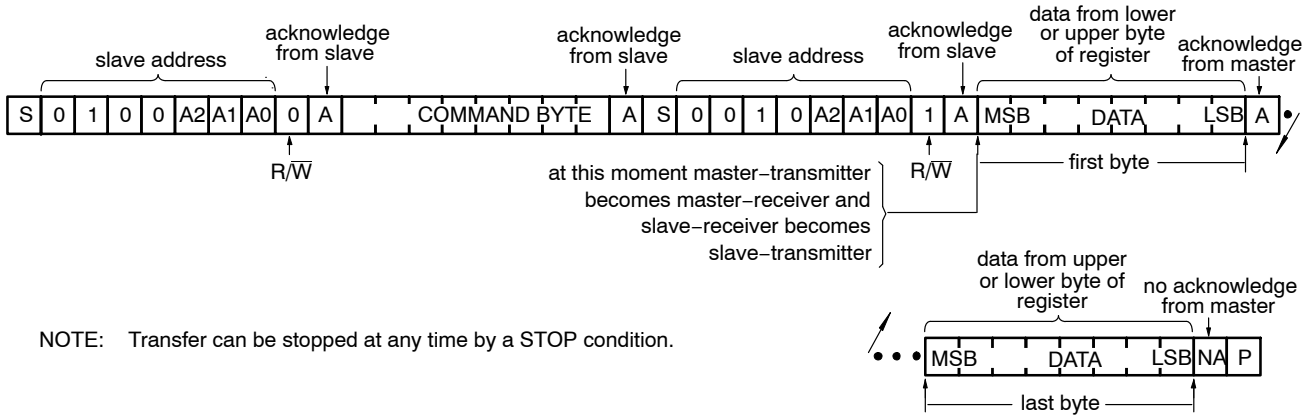 slave address
acknowledge
from slave
acknowledge
from slave
slave address
acknowledge
from slave
data from lower
or upper byte
of register
acknowledge
from master
S 0 1 0 0 A2 A1 A0 0 A COMMAND BYTE A S 0 0 1 0 A2 A1 A0 1 A MSB DATA LSB A
R/W
R/W
first byte
at this moment master−transmitter
becomes master−receiver and
slave−receiver becomes
slave−transmitter
data from upper
or lower byte of
register
no acknowledge
from master
NOTE: Transfer can be stopped at any time by a STOP condition.
MSB DATA LSB NA P
last byte